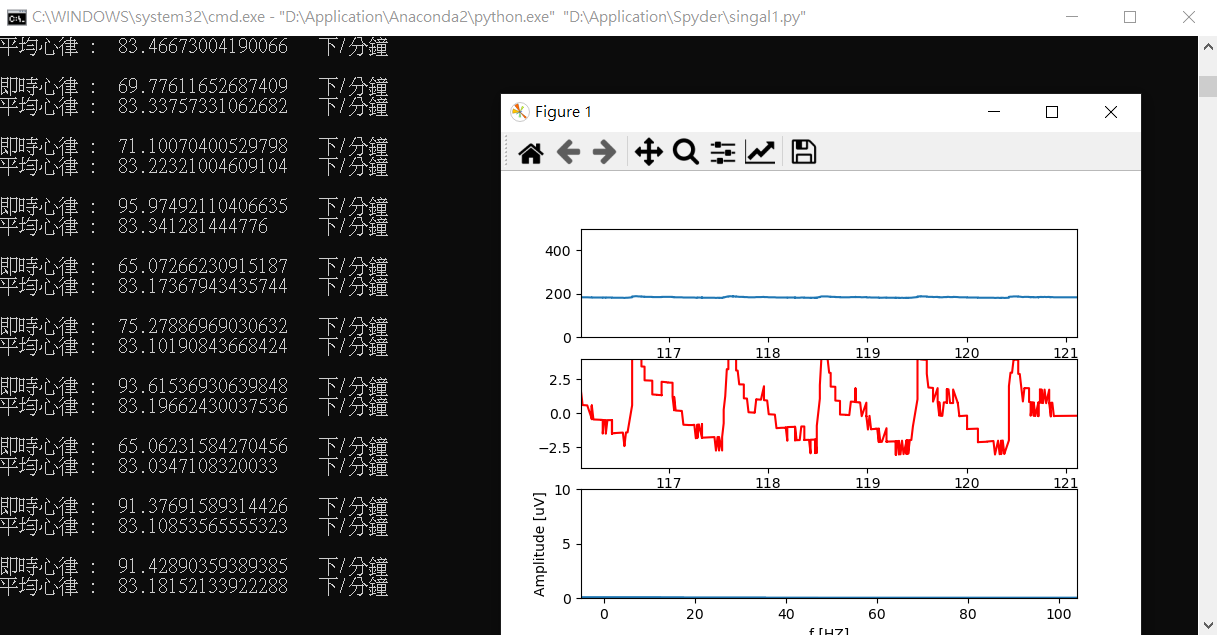 C:\WINDOWS\system32\cmd.exe - "D:\Application\Anaconda2\python.exe" "D:\Application\Spyder\singal1.py"
平均心律 : 83.46673004190066 下/分鐘
即時心律 : 69.77611652687409 下/分鐘
平均心律 : 83.33757331062682 下/分鐘
即時心律 : 71.10070400529798 下/分鐘
平均心律 : 83.22321004609104 下/分鐘
即時心律 : 95.97492110406635 下/分鐘
平均心律 : 83.341281444776 下/分鐘
即時心律 : 65.07266230915187 下/分鐘
平均心律 : 83.17367943435744 下/分鐘
即時心律 : 75.27886969030632 下/分鐘
平均心律 : 83.10190843668424 下/分鐘
即時心律 : 93.61536930639848 下/分鐘
平均心律 : 83.19662430037536 下/分鐘
即時心律 : 65.06231584270456 下/分鐘
平均心律 : 83.0347108320033 下/分鐘
即時心律 : 91.37691589314426 下/分鐘
平均心律 : 83.10853565555323 下/分鐘
即時心律 : 91.42890359389385 下/分鐘
平均心律 : 83.18152133922288 下/分鐘
Figure 1
400
200
0
117 118 119 120 121
2.5
0.0
−2.5
117 118 119 120 121
Amplitude [uV]
10
5
0
0 20 40 60 80 100
f [HZ]